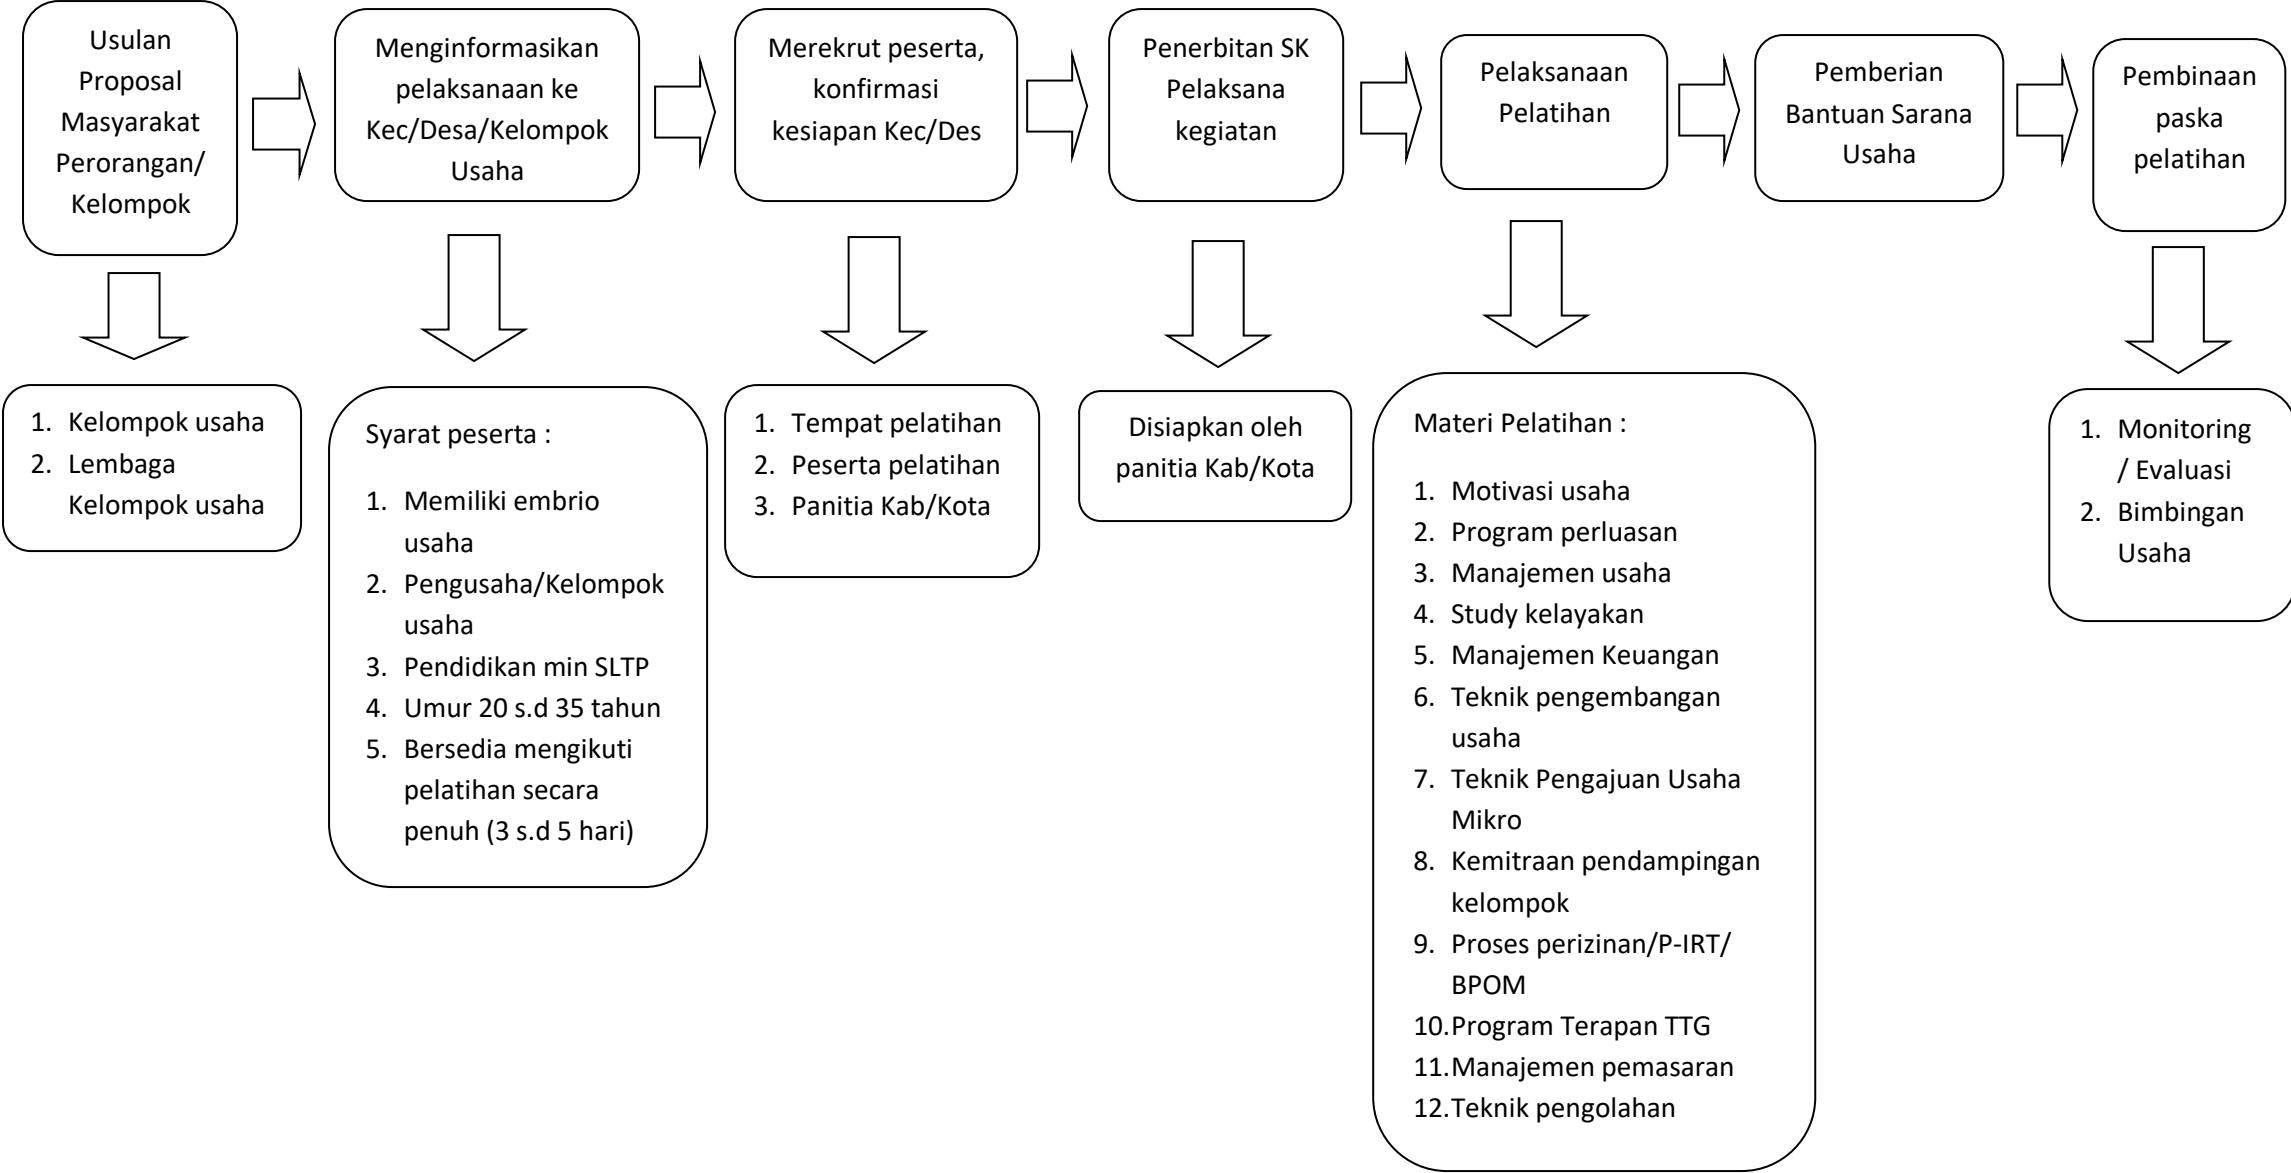 Usulan
Proposal
Masyarakat
Perorangan/
Kelompok
Menginformasikan
pelaksanaan ke
Kec/Desa/Kelompok
Usaha
Merekrut peserta,
konfirmasi
kesiapan Kec/Des
Penerbitan SK
Pelaksana
kegiatan
Pelaksanaan
Pelatihan
Pemberian
Bantuan Sarana
Usaha
Pembinaan
paska
pelatihan
1. Kelompok usaha
2. Lembaga
Kelompok usaha
Syarat peserta :
1. Memiliki embrio
usaha
2. Pengusaha/Kelompok
usaha
3. Pendidikan min SLTP
4. Umur 20 s.d 35 tahun
5. Bersedia mengikuti
pelatihan secara
penuh (3 s.d 5 hari)
1. Tempat pelatihan
2. Peserta pelatihan
3. Panitia Kab/Kota
Disiapkan oleh
panitia Kab/Kota
Materi Pelatihan :
1. Motivasi usaha
2. Program perluasan
3. Manajemen usaha
4. Study kelayakan
5. Manajemen Keuangan
6. Teknik pengembangan
usaha
7. Teknik Pengajuan Usaha
Mikro
8. Kemitraan pendampingan
kelompok
9. Proses perizinan/P-IRT/
BPOM
10.Program Terapan TTG
11.Manajemen pemasaran
12.Teknik pengolahan
1. Monitoring
/ Evaluasi
2. Bimbingan
Usaha